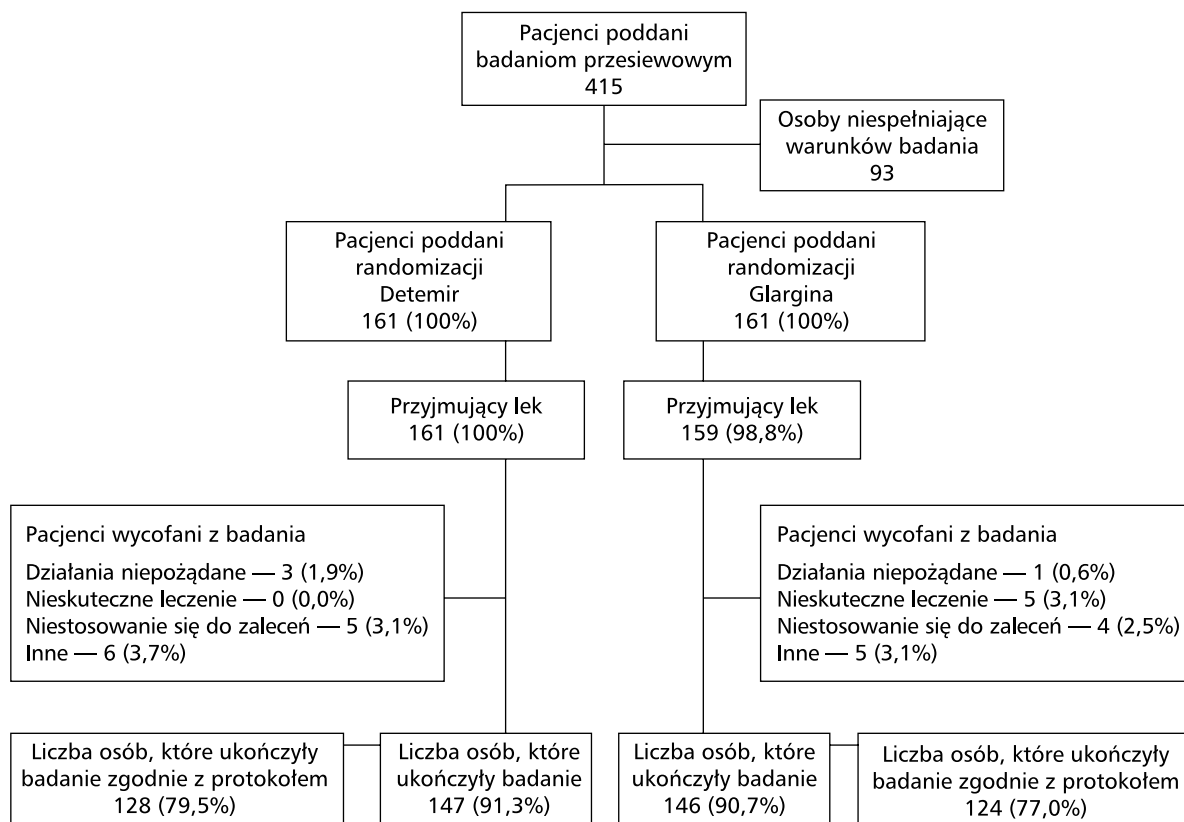 Pacjenci poddani
badaniom przesiewowym
415
Osoby niespełniające
warunków badania
93
Pacjenci poddani
randomizacji
Detemir
161 (100%)
Pacjenci poddani
randomizacji
Glargina
161 (100%)
Przyjmujący lek
161 (100%)
Przyjmujący lek
159 (98,8%)
Pacjenci wycofani z badania
Działania niepożądane — 3 (1,9%)
Nieskuteczne leczenie — 0 (0,0%)
Niestosowanie się do zaleceń — 5 (3,1%)
Inne — 6 (3,7%)
Pacjenci wycofani z badania
Działania niepożądane — 1 (0,6%)
Nieskuteczne leczenie — 5 (3,1%)
Niestosowanie się do zaleceń — 4 (2,5%)
Inne — 5 (3,1%)
Liczba osób, które ukończyły
badanie zgodnie z protokołem
128 (79,5%)
Liczba osób, które
ukończyły badanie
147 (91,3%)
Liczba osób, które
ukończyły badanie
146 (90,7%)
Liczba osób, które ukończyły
badanie zgodnie z protokołem
124 (77,0%)